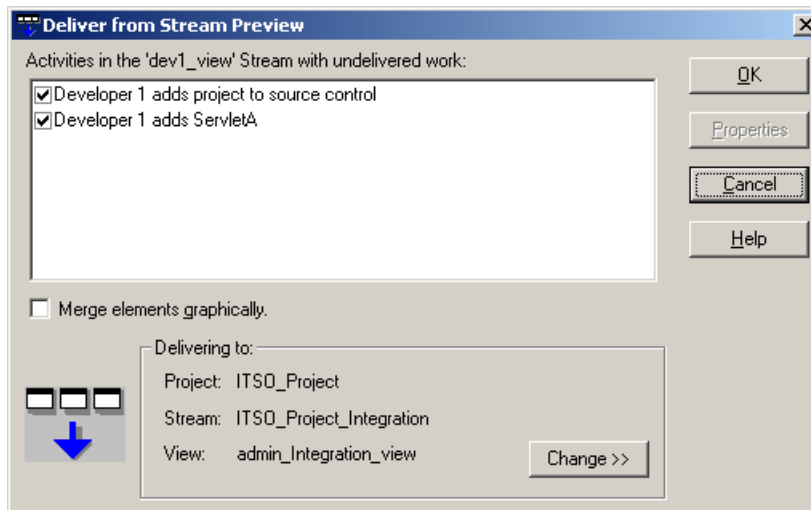 Deliver from Stream Preview
Activities in the 'dev1_view' Stream with undelivered work:
Developer 1 adds project to source control
Developer 1 adds ServletA
OK
Properties
Cancel
Help
Merge elements graphically.
Delivering to:
Project: ITSO_Project
Stream: ITSO_Project_Integration
View: admin_Integration_view
Change >>